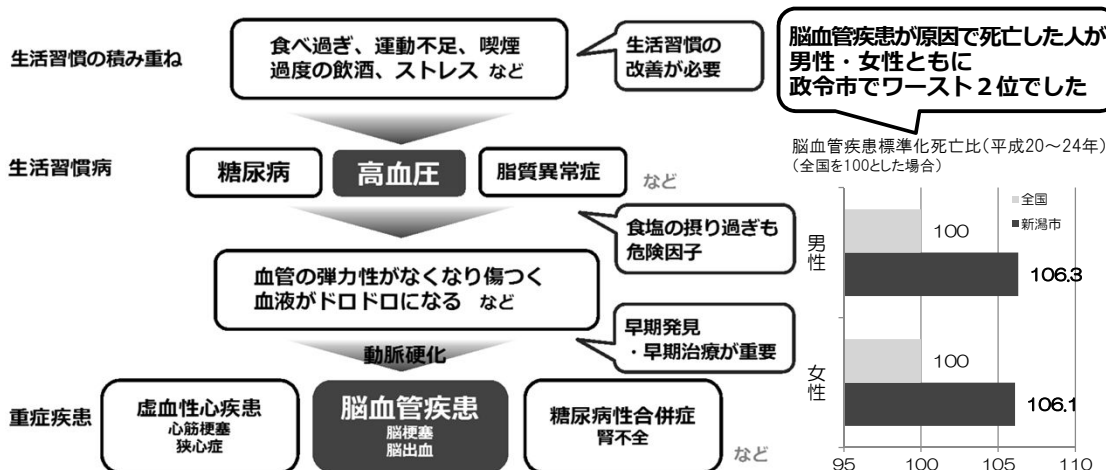 生活習慣の積み重ね
食べ過ぎ、運動不足、喫煙
過度の飲酒、ストレス など
生活習慣の
改善が必要
生活習慣病
糖尿病
高血圧
脂質異常症
など
食塩の摂り過ぎも
危険因子
血管の弾力性がなくなり傷つく
血液がドロドロになる など
早期発見
・早期治療が重要
動脈硬化
重症疾患
虚血性心疾患
心筋梗塞
狭心症
脳血管疾患
脳梗塞
脳出血
糖尿病性合併症
腎不全
など
脳血管疾患が原因で死亡した人が
男性・女性ともに
政令市でワースト2位でした
脳血管疾患標準化死亡比(平成20~24年)
(全国を100とした場合)
全国
新潟市
男性
100
106.3
女性
100
106.1
95 100 105 110